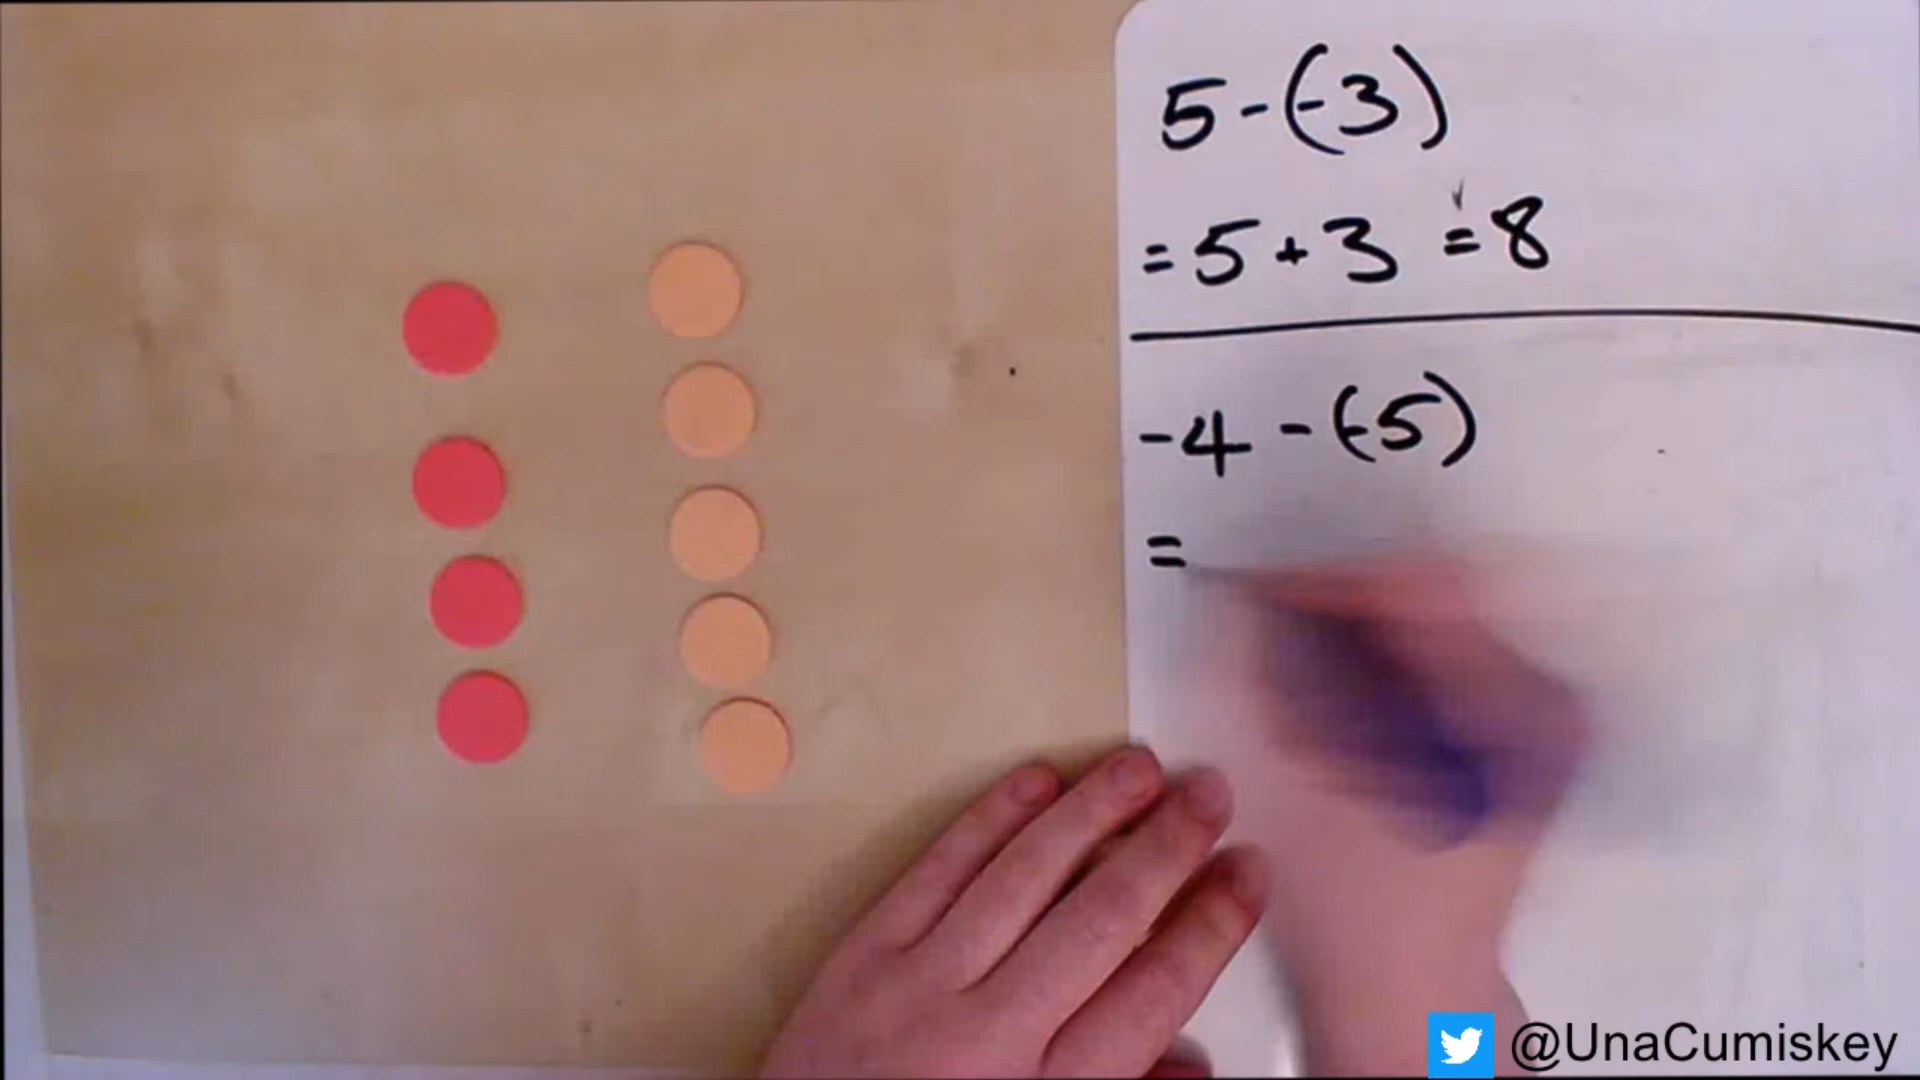 5 - (-3)
= 5 + 3 = 8
-4 - (-5)
=
@UnaCumiskey